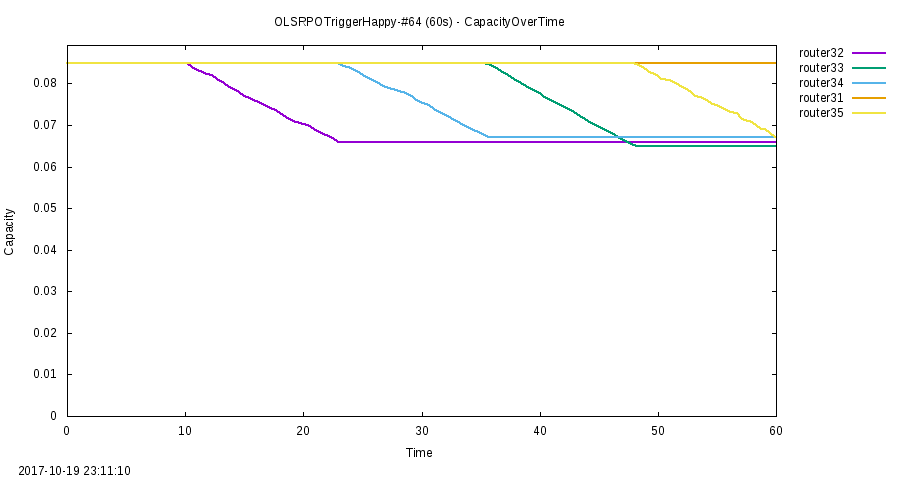 OLSRPOTriggerHappy-#64 (60s) - CapacityOverTime
router32
router33
router34
router31
router35
0.08
0.07
0.06
0.05
0.04
0.03
0.02
0.01
0
Capacity
0 10 20 30 40 50 60
Time
2017-10-19 23:11:10